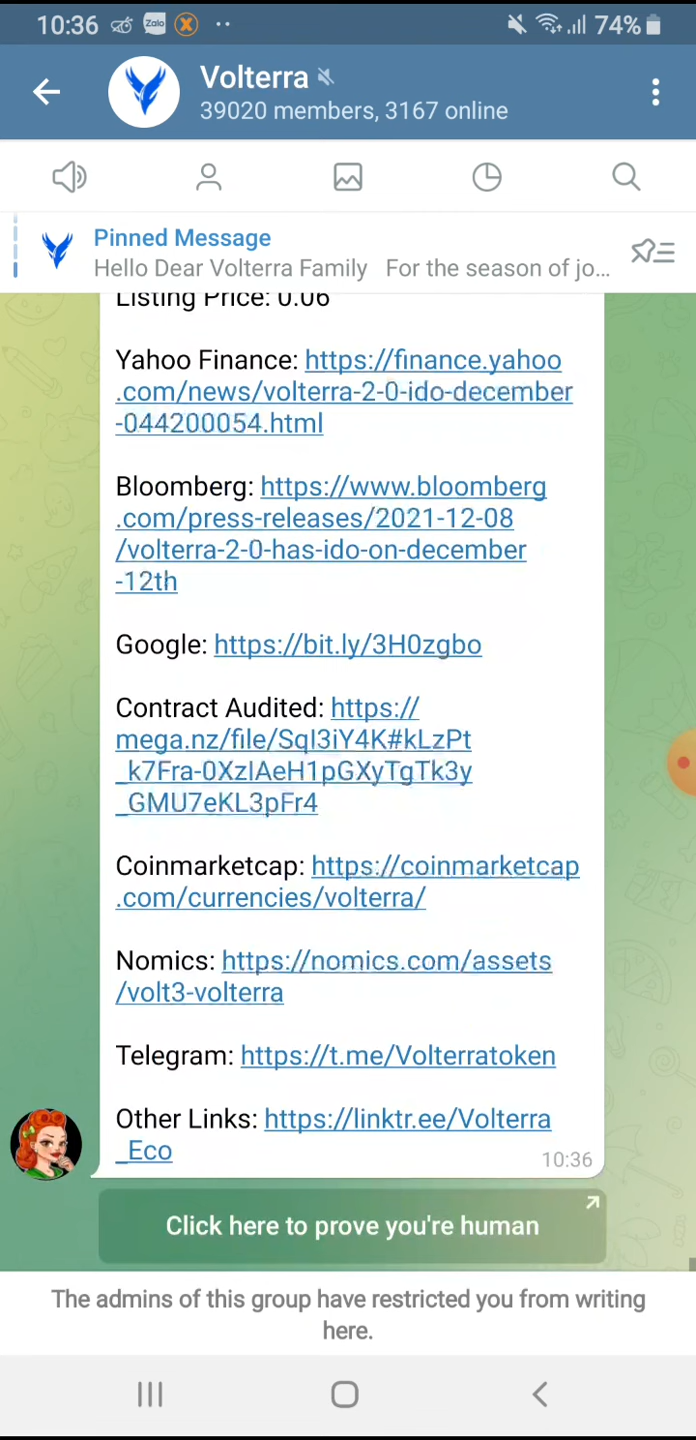 10:36 Zalo 74%
Volterra
39020 members, 3167 online
Pinned Message
Hello Dear Volterra Family For the season of jo...
Listing Price: 0.06
Yahoo Finance: https://finance.yahoo
.com/news/volterra-2-0-ido-december
-044200054.html
Bloomberg: https://www.bloomberg
.com/press-releases/2021-12-08
/volterra-2-0-has-ido-on-december
-12th
Google: https://bit.ly/3H0zgbo
Contract Audited: https://
mega.nz/file/SqI3iY4K#kLzPt
_k7Fra-0XzIAeH1pGXyTgTk3y
_GMU7eKL3pFr4
Coinmarketcap: https://coinmarketcap
.com/currencies/volterra/
Nomics: https://nomics.com/assets
/volt3-volterra
Telegram: https://t.me/Volterratoken
Other Links: https://linktr.ee/Volterra
_Eco
10:36
Click here to prove you're human
The admins of this group have restricted you from writing
here.